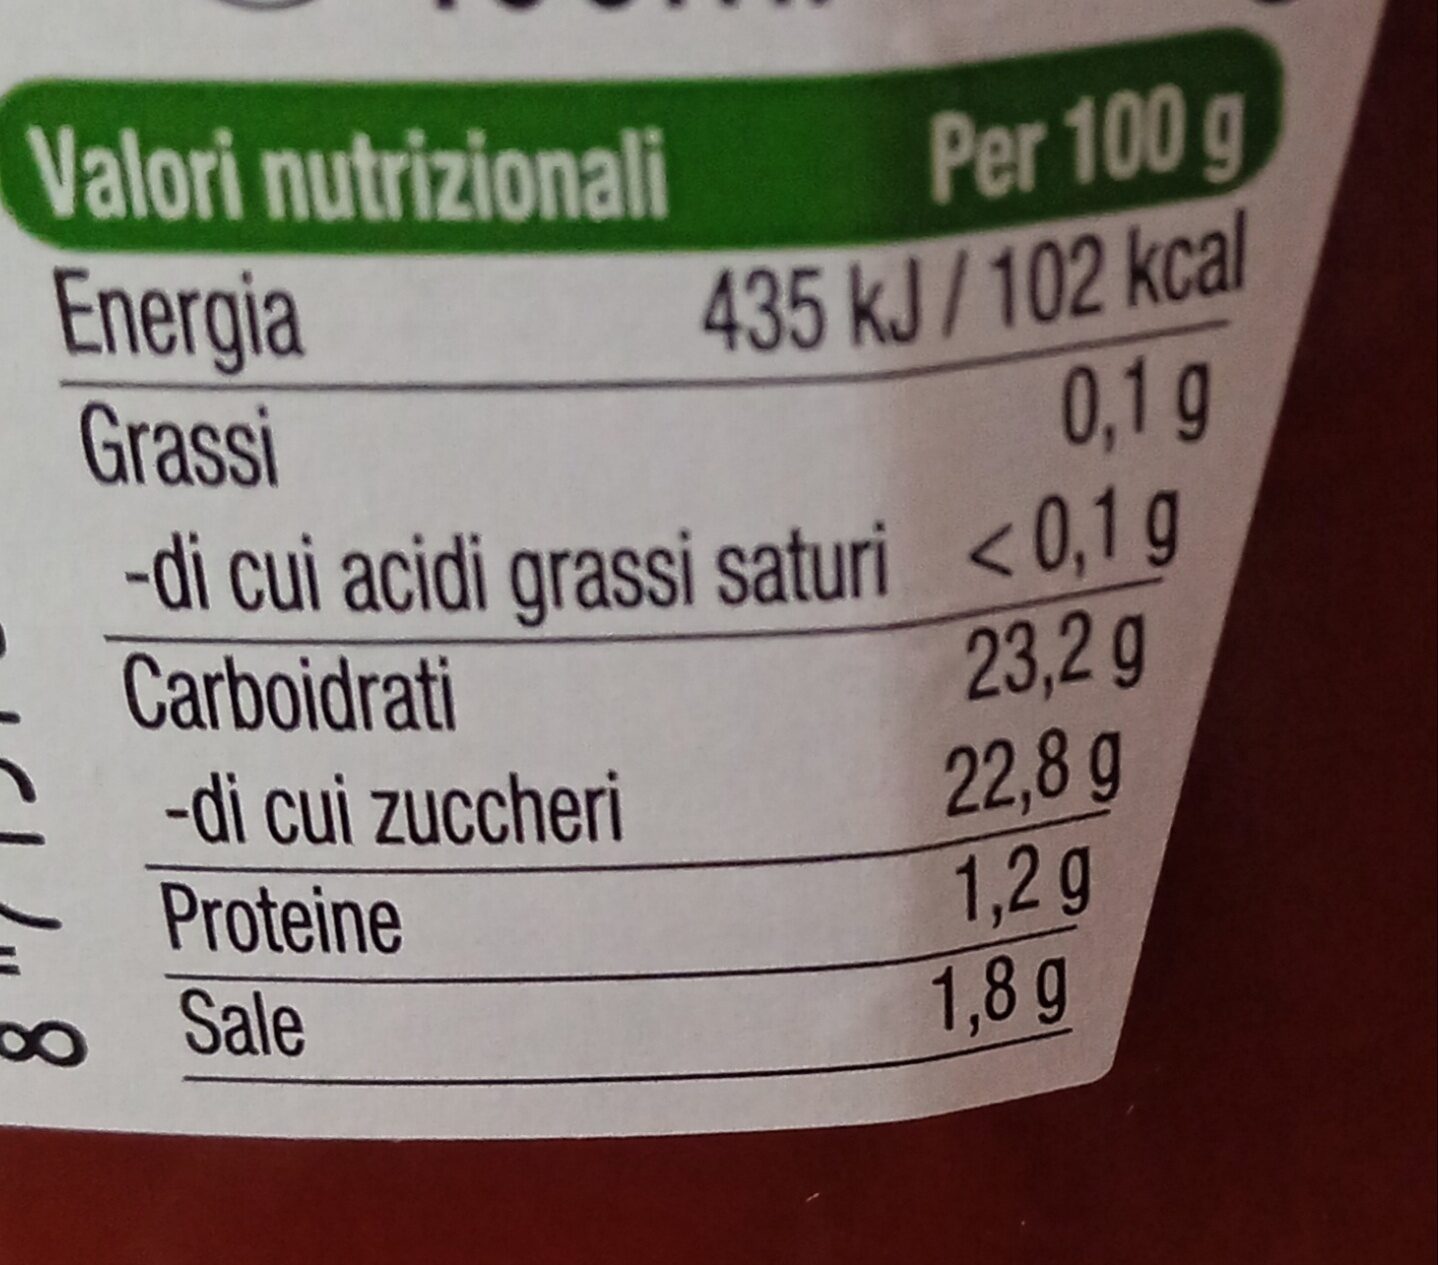 Valori nutrizionali Per 100 g
Energia 435 kJ / 102 kcal
Grassi 0,1 g
-di cui acidi grassi saturi < 0,1 g
Carboidrati 23,2 g
-di cui zuccheri 22,8 g
Proteine 1,2 g
Sale 1,8 g